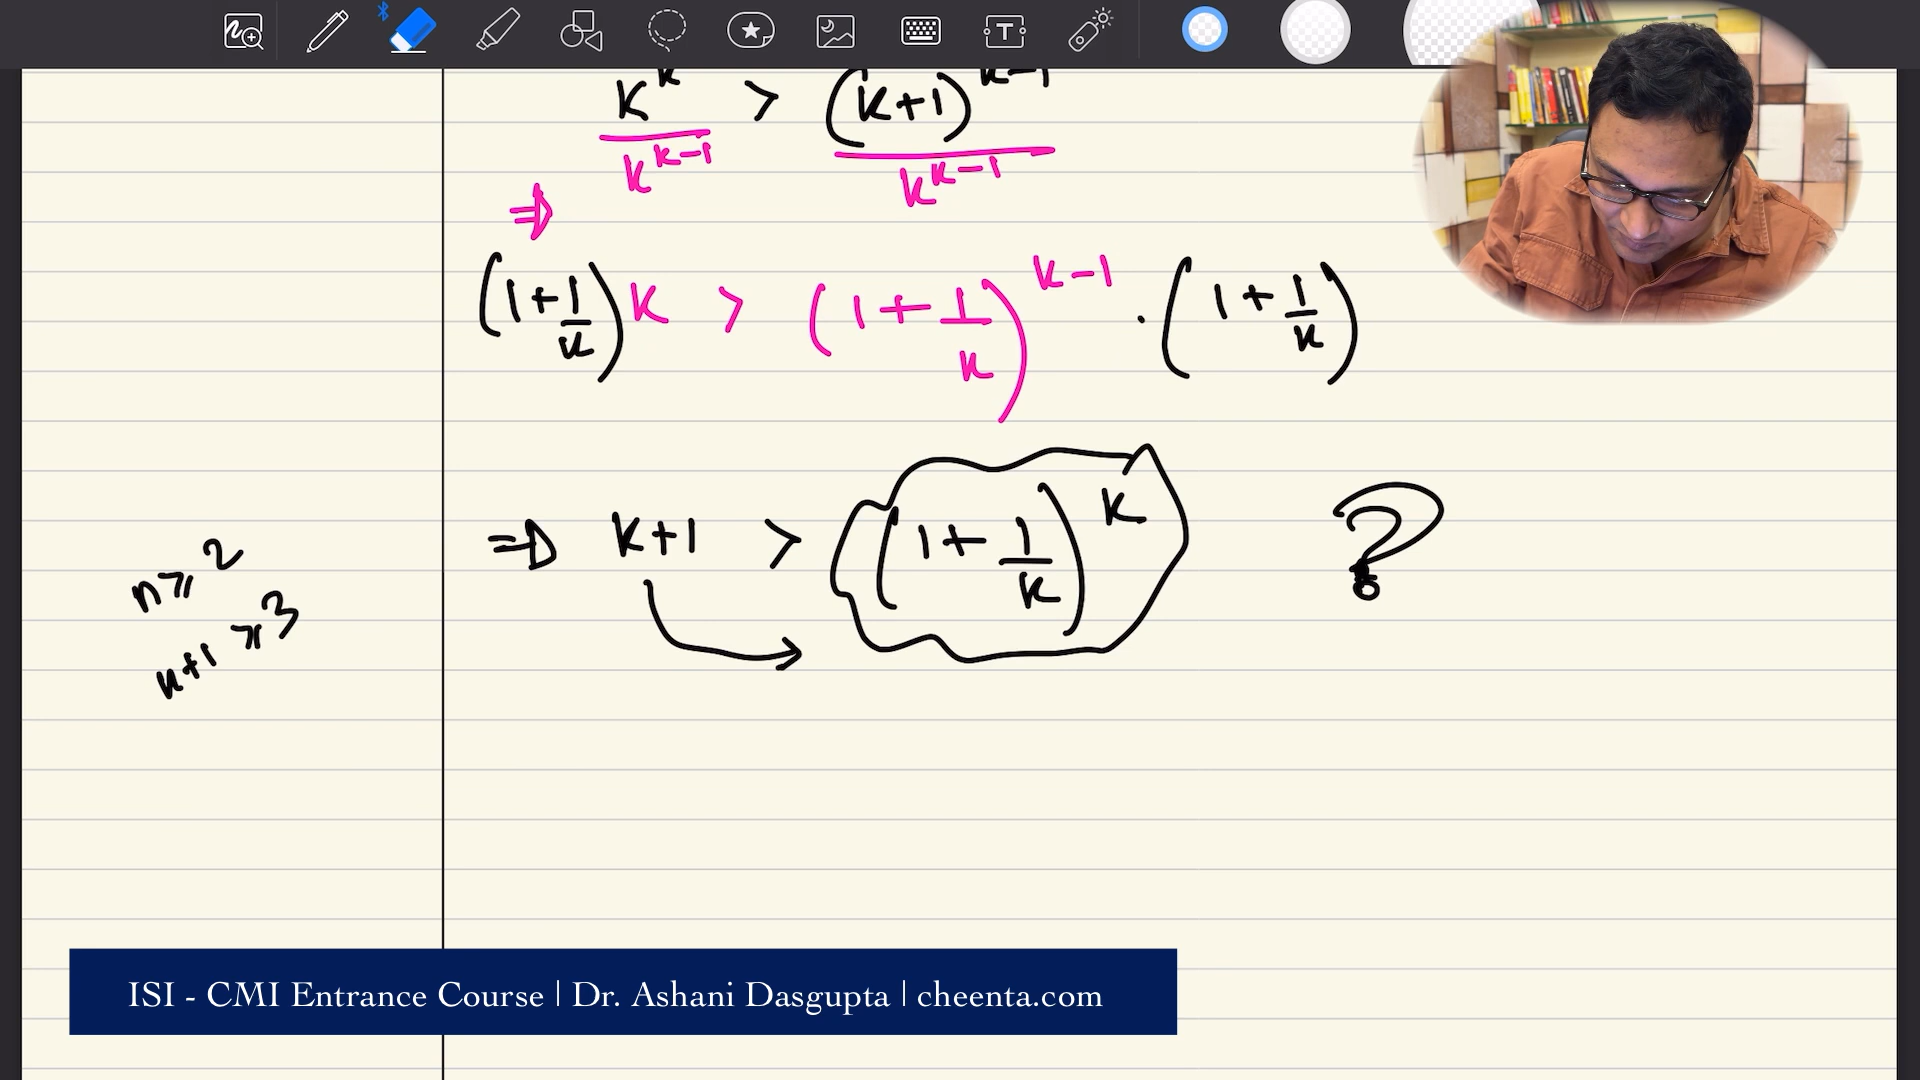 k^k > (k+1)^{k-1}
k^{k-1} k^{k-1}
⇒
(1+1/k) k > (1+1/k)^{k-1} · (1+1/k)
⇒ k+1 > (1+1/k)^k ?
n ≥ 2
n+1 ≥ 3
ISI - CMI Entrance Course | Dr. Ashani Dasgupta | cheenta.com